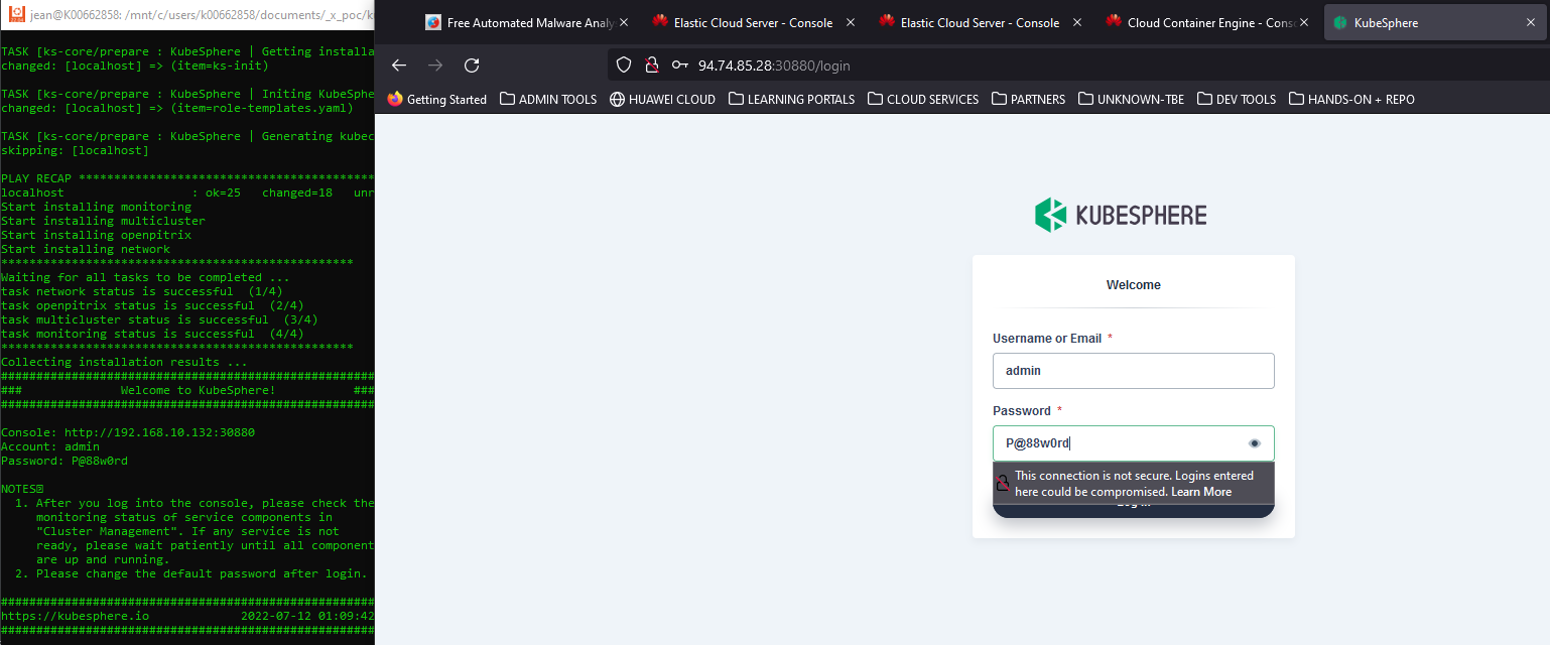 jean@K00662858: /mnt/c/users/k00662858/documents/_x_poc/k
TASK [ks-core/prepare : KubeSphere | Getting installa
changed: [localhost] => (item=ks-init)
TASK [ks-core/prepare : KubeSphere | Initing KubeSphe
changed: [localhost] => (item=role-templates.yaml)
TASK [ks-core/prepare : KubeSphere | Generating kubec
skipping: [localhost]
PLAY RECAP ******************************************
localhost : ok=25 changed=18 unr
Start installing monitoring
Start installing multicluster
Start installing openpitrix
Start installing network
**************************************************
Waiting for all tasks to be completed ...
task network status is successful (1/4)
task openpitrix status is successful (2/4)
task multicluster status is successful (3/4)
task monitoring status is successful (4/4)
**************************************************
Collecting installation results ...
#####################################################
### Welcome to KubeSphere! ###
#####################################################
Console: http://192.168.10.132:30880
Account: admin
Password: P@88w0rd
NOTES
1. After you log into the console, please check the
monitoring status of service components in
"Cluster Management". If any service is not
ready, please wait patiently until all component
are up and running.
2. Please change the default password after login.
#####################################################
https://kubesphere.io 2022-07-12 01:09:42
#####################################################
Free Automated Malware Analy
Elastic Cloud Server - Console
Elastic Cloud Server - Console
Cloud Container Engine - Cons
KubeSphere
94.74.85.28:30880/login
Getting Started ADMIN TOOLS HUAWEI CLOUD LEARNING PORTALS CLOUD SERVICES PARTNERS UNKNOWN-TBE DEV TOOLS HANDS-ON + REPO
KUBESPHERE
Welcome
Username or Email *
admin
Password *
P@88w0rd
This connection is not secure. Logins entered
here could be compromised. Learn More